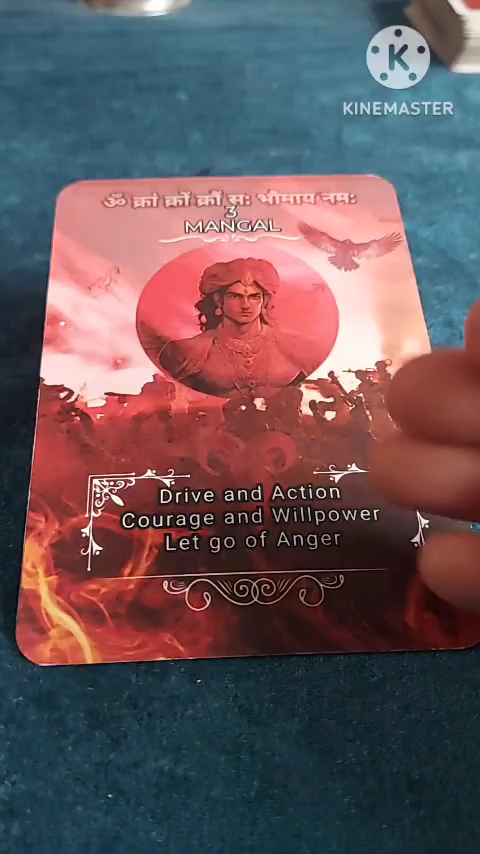 KINEMASTER
ॐ क्रां क्रीं क्रौं सः भौमाय नमः
3
MANGAL
Drive and Action
Courage and Willpower
Let go of Anger